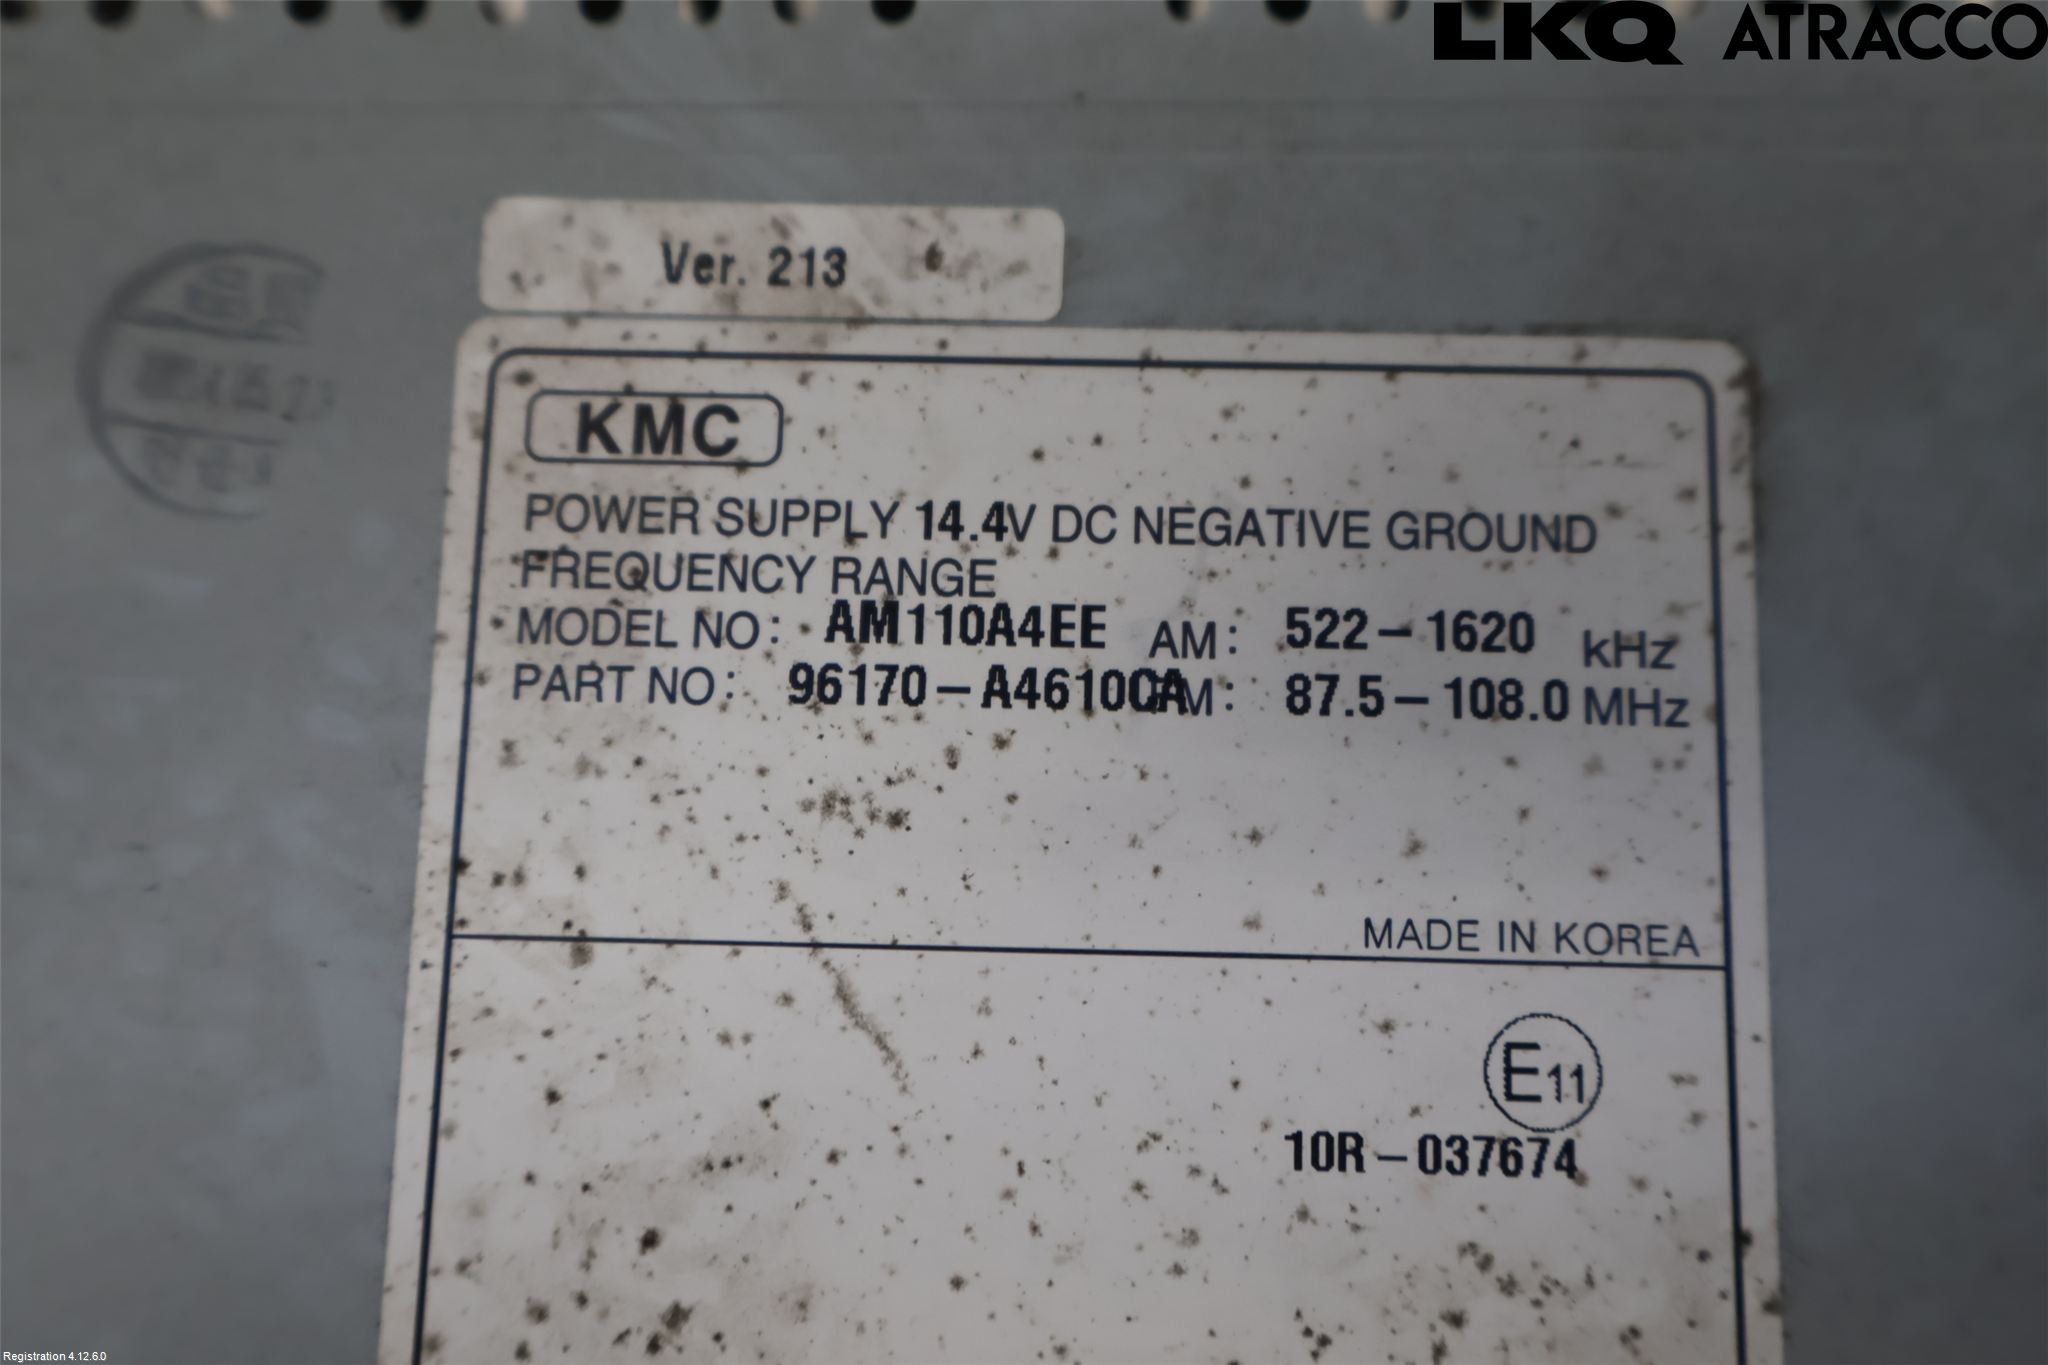 LKQ ATRACCO
Ver. 213
KMC
POWER SUPPLY 14.4V DC NEGATIVE GROUND
FREQUENCY RANGE
MODEL NO: AM110A4EE AM: 522-1620 kHz
PART NO: 96170-A4610CA FM: 87.5-108.0 MHz
MADE IN KOREA
E11
10R-037674
Registration 4.12.6.0